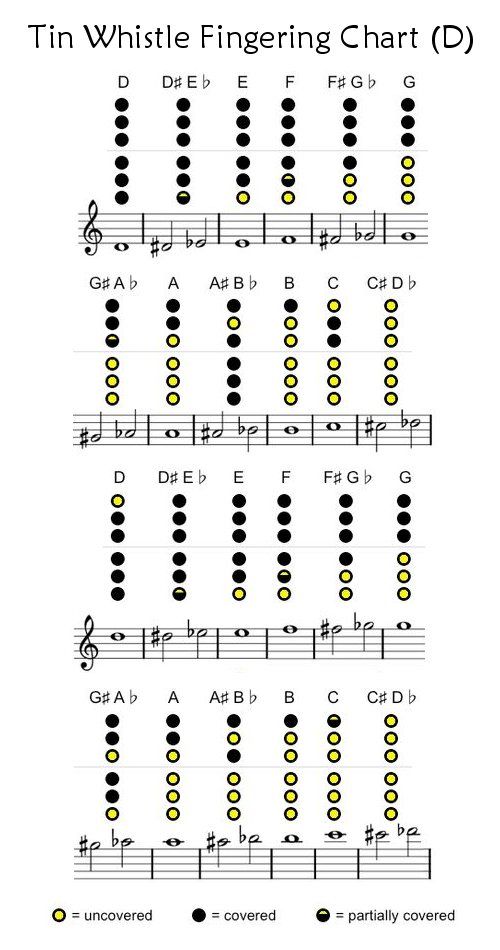 Tin Whistle Fingering Chart (D)
D D♯ E♭ E F F♯ G♭ G
G♯ A♭ A A♯ B♭ B C C♯ D♭
D D♯ E♭ E F F♯ G♭ G
G♯ A♭ A A♯ B♭ B C C♯ D♭
= uncovered = covered = partially covered